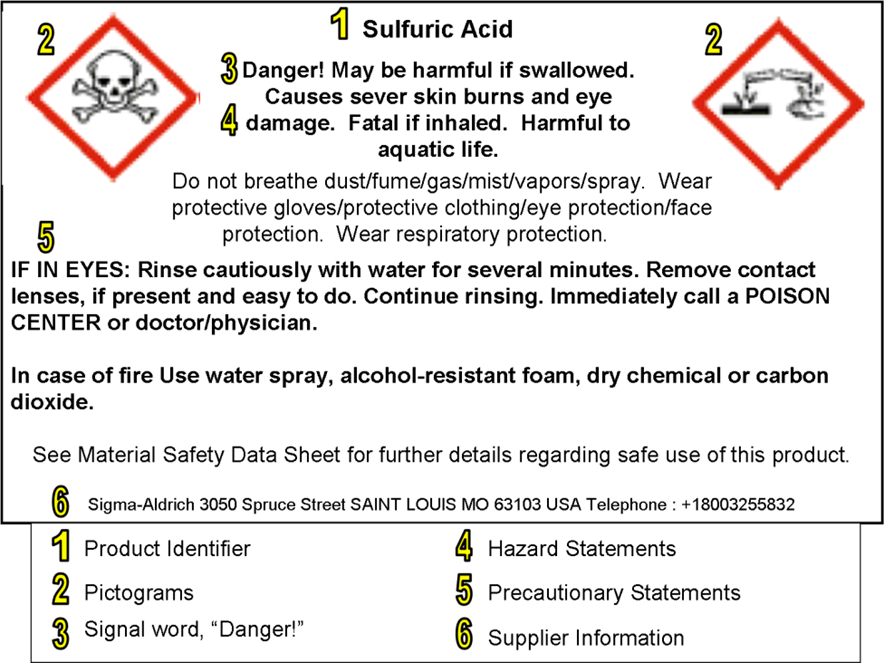 1 Sulfuric Acid
2
2
3 Danger! May be harmful if swallowed.
Causes sever skin burns and eye
4 damage. Fatal if inhaled. Harmful to
aquatic life.
Do not breathe dust/fume/gas/mist/vapors/spray. Wear
protective gloves/protective clothing/eye protection/face
protection. Wear respiratory protection.
5
IF IN EYES: Rinse cautiously with water for several minutes. Remove contact
lenses, if present and easy to do. Continue rinsing. Immediately call a POISON
CENTER or doctor/physician.
In case of fire Use water spray, alcohol-resistant foam, dry chemical or carbon
dioxide.
See Material Safety Data Sheet for further details regarding safe use of this product.
6 Sigma-Aldrich 3050 Spruce Street SAINT LOUIS MO 63103 USA Telephone : +18003255832
1 Product Identifier
2 Pictograms
3 Signal word, “Danger!”
4 Hazard Statements
5 Precautionary Statements
6 Supplier Information